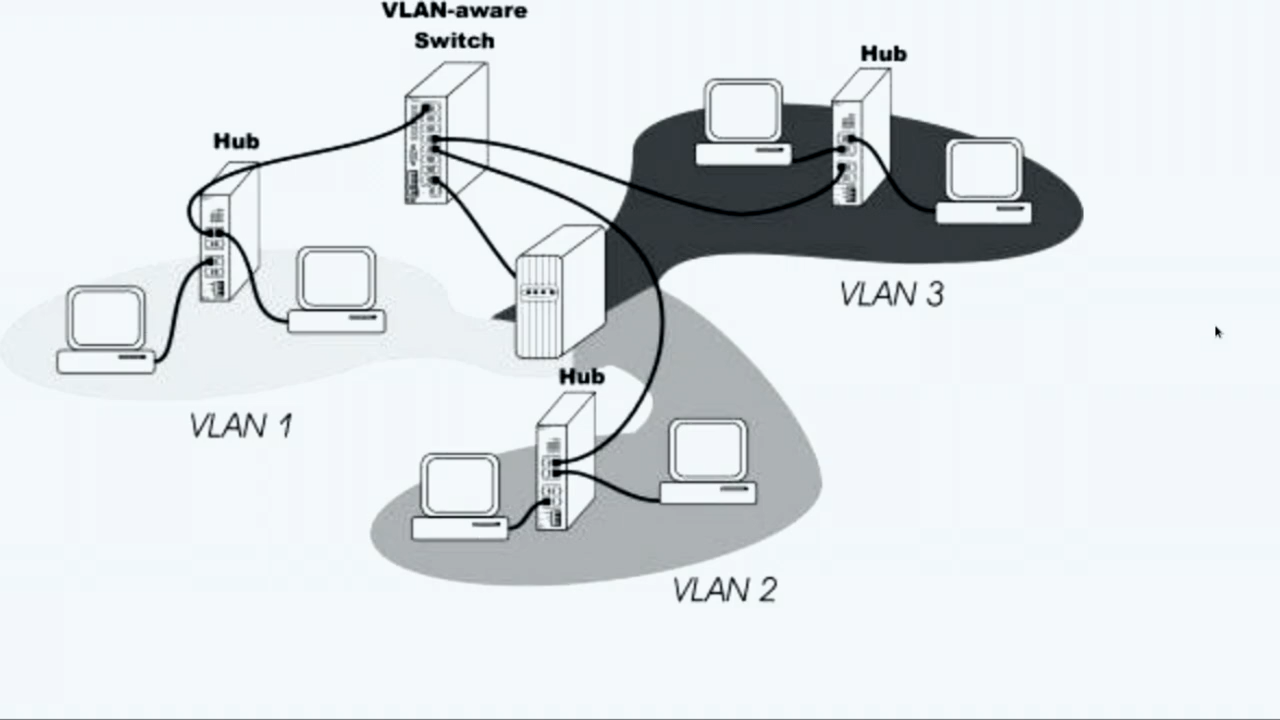 VLAN-aware
Switch
Hub
Hub
VLAN 3
Hub
VLAN 1
VLAN 2